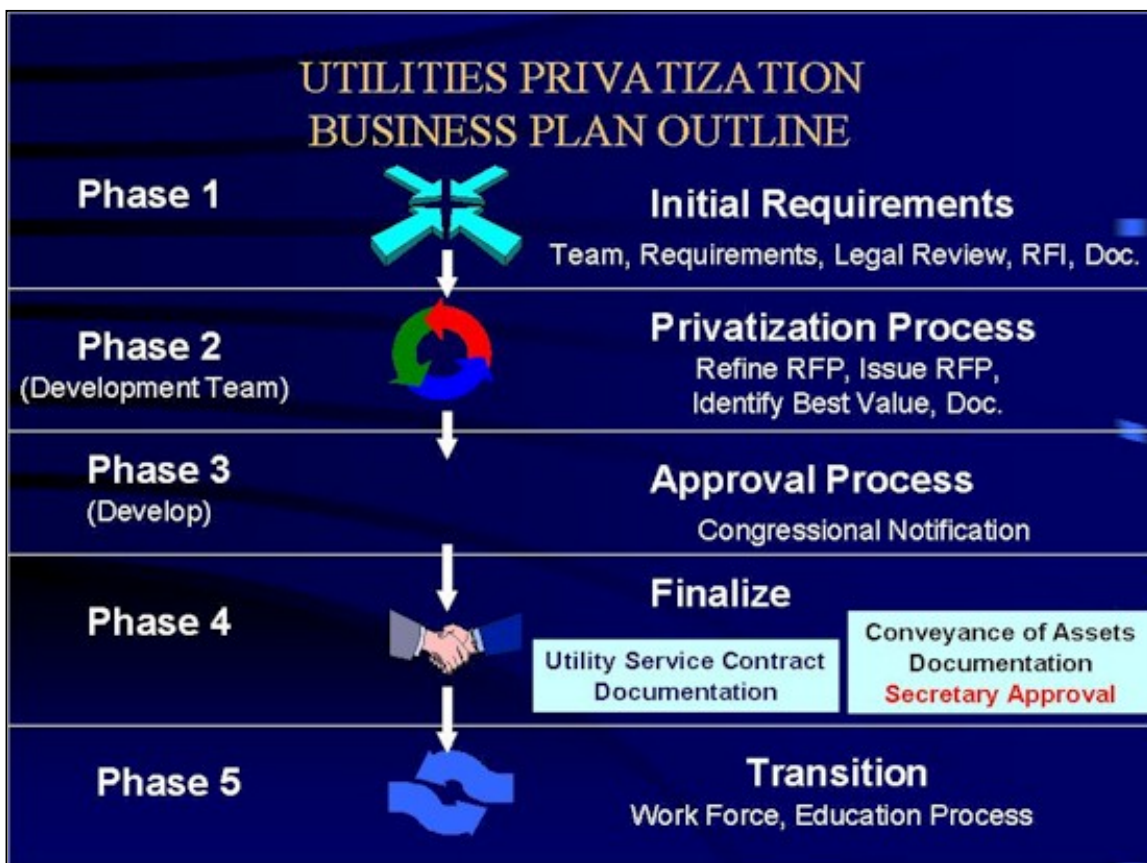 UTILITIES PRIVATIZATION
BUSINESS PLAN OUTLINE
Phase 1
Initial Requirements
Team, Requirements, Legal Review, RFI, Doc.
Phase 2
(Development Team)
Privatization Process
Refine RFP, Issue RFP,
Identify Best Value, Doc.
Phase 3
(Develop)
Approval Process
Congressional Notification
Phase 4
Finalize
Utility Service Contract
Documentation
Conveyance of Assets
Documentation
Secretary Approval
Phase 5
Transition
Work Force, Education Process